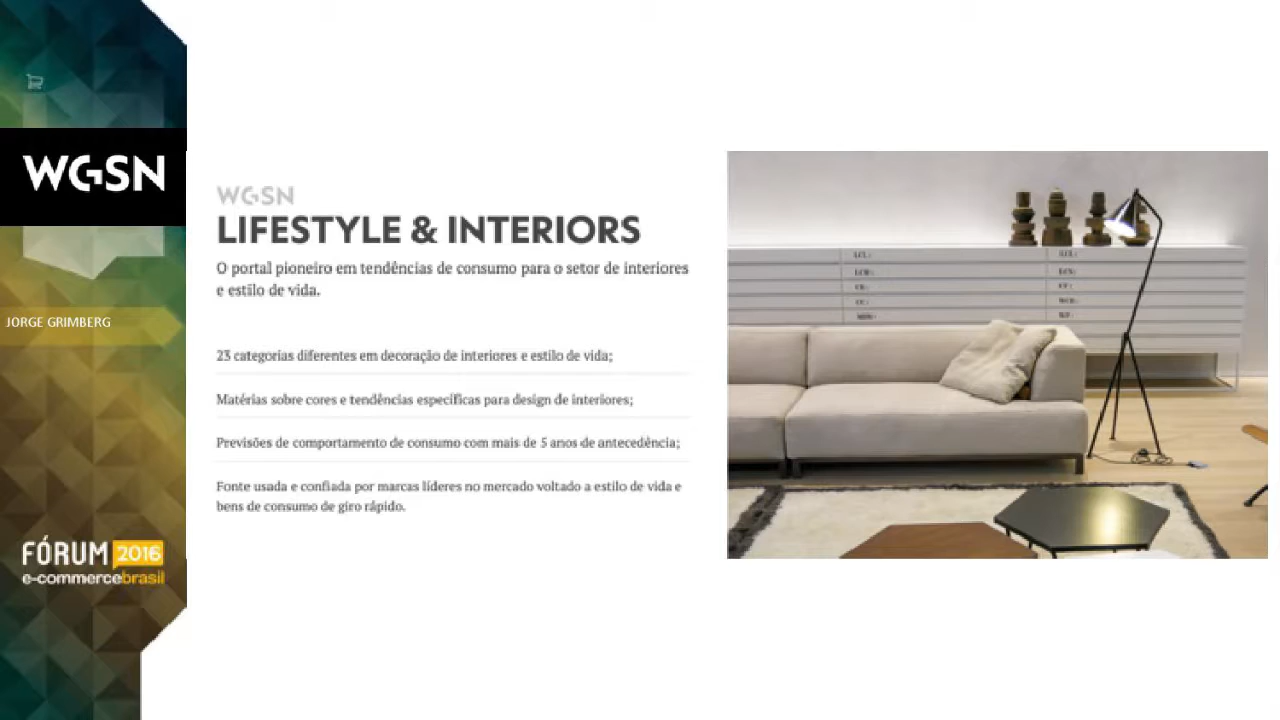 WGSN
JORGE GRIMBERG
FÓRUM 2016
e-commercebrasil
WGSN
LIFESTYLE & INTERIORS
O portal pioneiro em tendências de consumo para o setor de interiores
e estilo de vida.
23 categorias diferentes em decoração de interiores e estilo de vida;
Matérias sobre cores e tendências específicas para design de interiores;
Previsões de comportamento de consumo com mais de 5 anos de antecedência;
Fonte usada e confiada por marcas líderes no mercado voltado a estilo de vida e
bens de consumo de giro rápido.